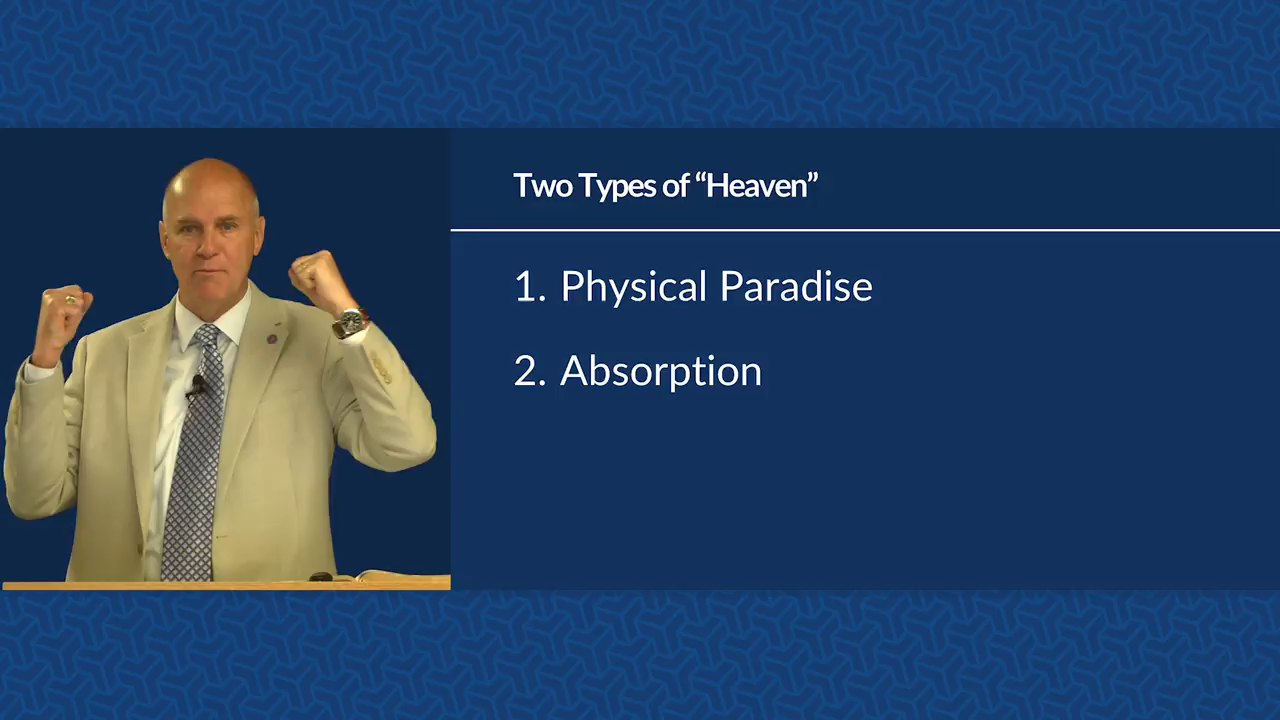 Two Types of “Heaven”
1. Physical Paradise
2. Absorption